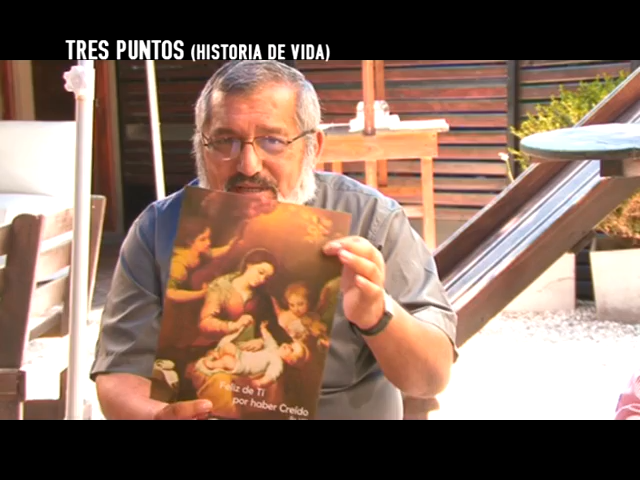 TRES PUNTOS (HISTORIA DE VIDA)
Feliz de Ti
por haber Creído